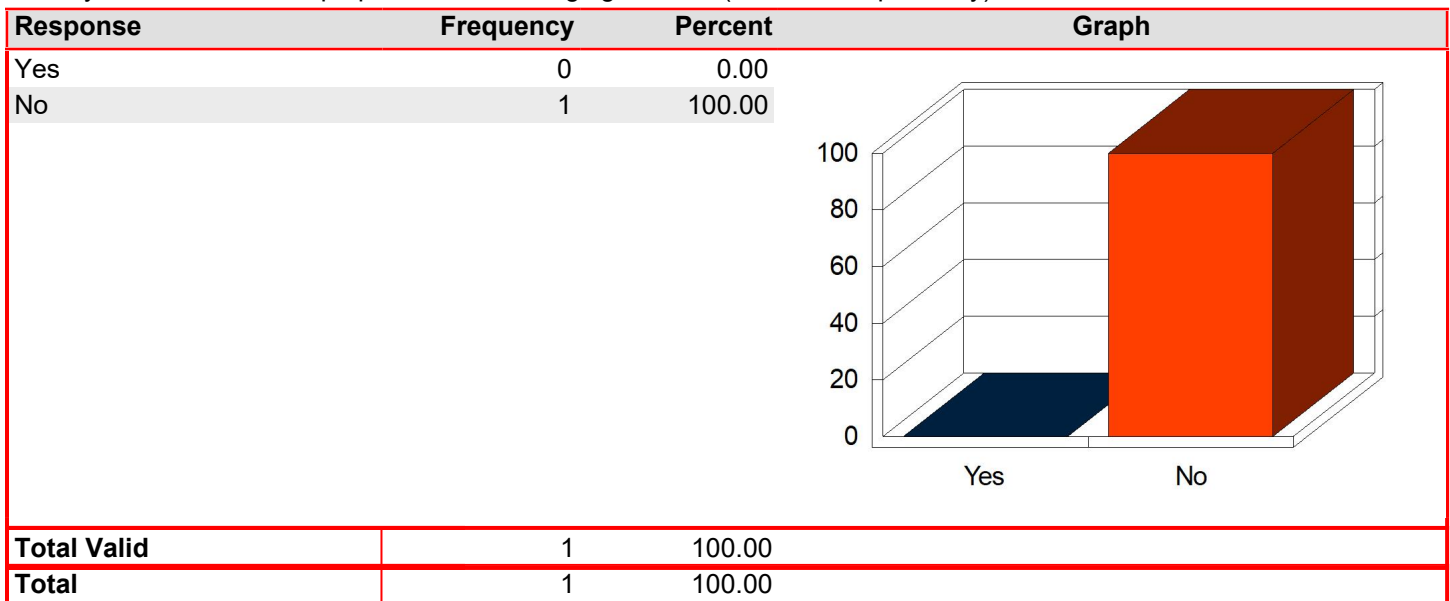 Response Frequency Percent Graph
Yes 0 0.00
No 1 100.00
100
80
60
40
20
0
Yes No
Total Valid 1 100.00
Total 1 100.00